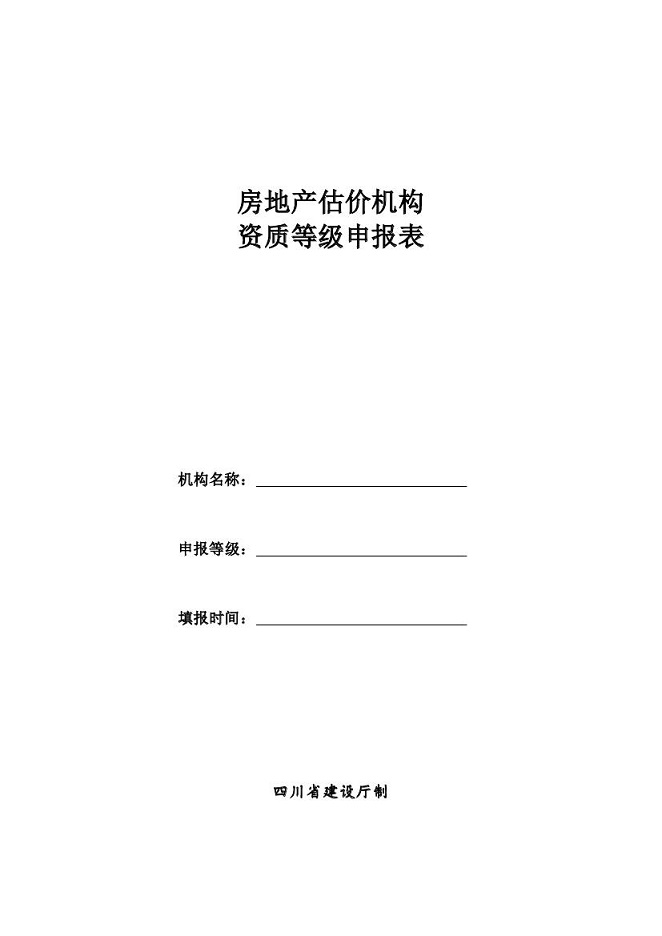 房地产估价机构
资质等级申报表
机构名称：
申报等级：
填报时间：
四川省建设厅制